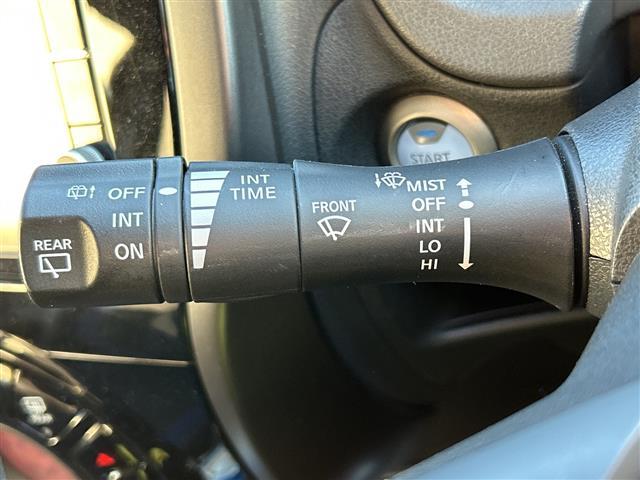 OFF
INT
ON
REAR
INT
TIME
FRONT
MIST
OFF
INT
LO
HI
START